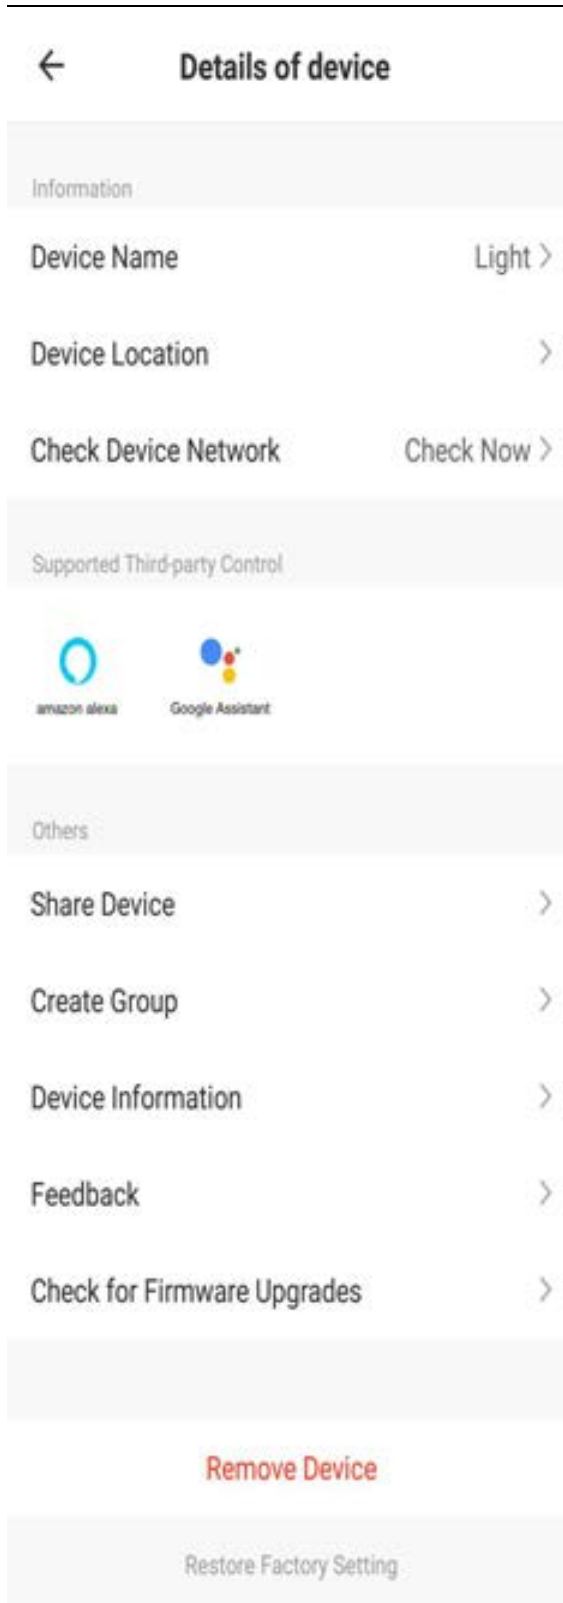 Details of device
Information
Device Name Light
Device Location
Check Device Network Check Now
Supported Third-party Control
amazon alexa Google Assistant
Others
Share Device
Create Group
Device Information
Feedback
Check for Firmware Upgrades
Remove Device
Restore Factory Setting